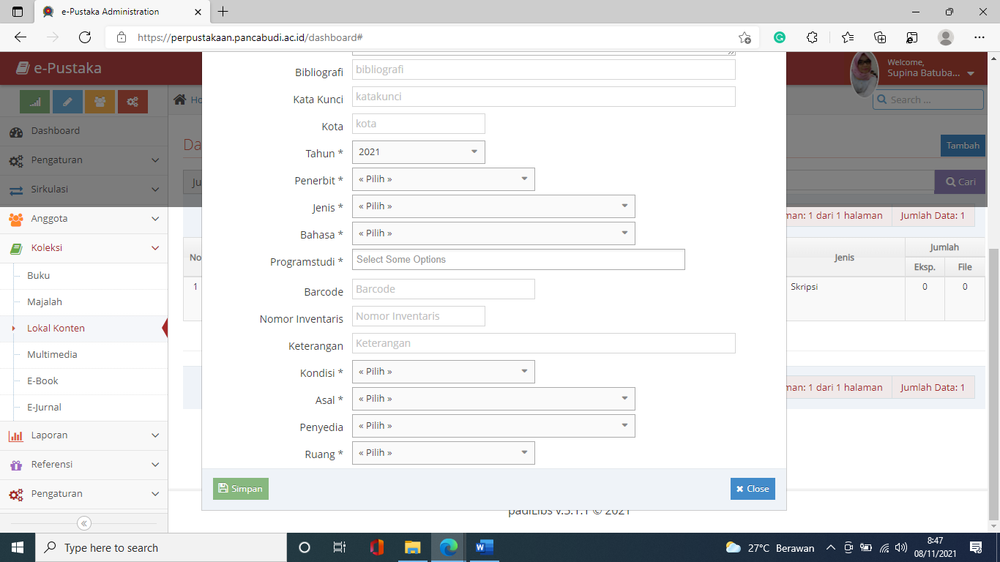 e-Pustaka Administration
https://perpustakaan.pancabudi.ac.id/dashboard#
e-Pustaka
Welcome,
Supina Batuba...
Search ...
Ho
Dashboard
Pengaturan
Sirkulasi
Anggota
Koleksi
Buku
Majalah
Lokal Konten
Multimedia
E-Book
E-Jurnal
Laporan
Referensi
Pengaturan
Da
Tambah
Ju
Cari
man: 1 dari 1 halaman
Jumlah Data: 1
No
Jenis
Jumlah
Eksp.
File
1
Skripsi
0
0
man: 1 dari 1 halaman
Jumlah Data: 1
Bibliografi
bibliografi
Kata Kunci
katakunci
Kota
kota
Tahun *
2021
Penerbit *
« Pilih »
Jenis *
« Pilih »
Bahasa *
« Pilih »
Programstudi *
Select Some Options
Barcode
Barcode
Nomor Inventaris
Nomor Inventaris
Keterangan
Keterangan
Kondisi *
« Pilih »
Asal *
« Pilih »
Penyedia
« Pilih »
Ruang *
« Pilih »
Simpan
Close
padiLibs v.3.1.1 © 2021
Type here to search
27°C Berawan
8:47
08/11/2021